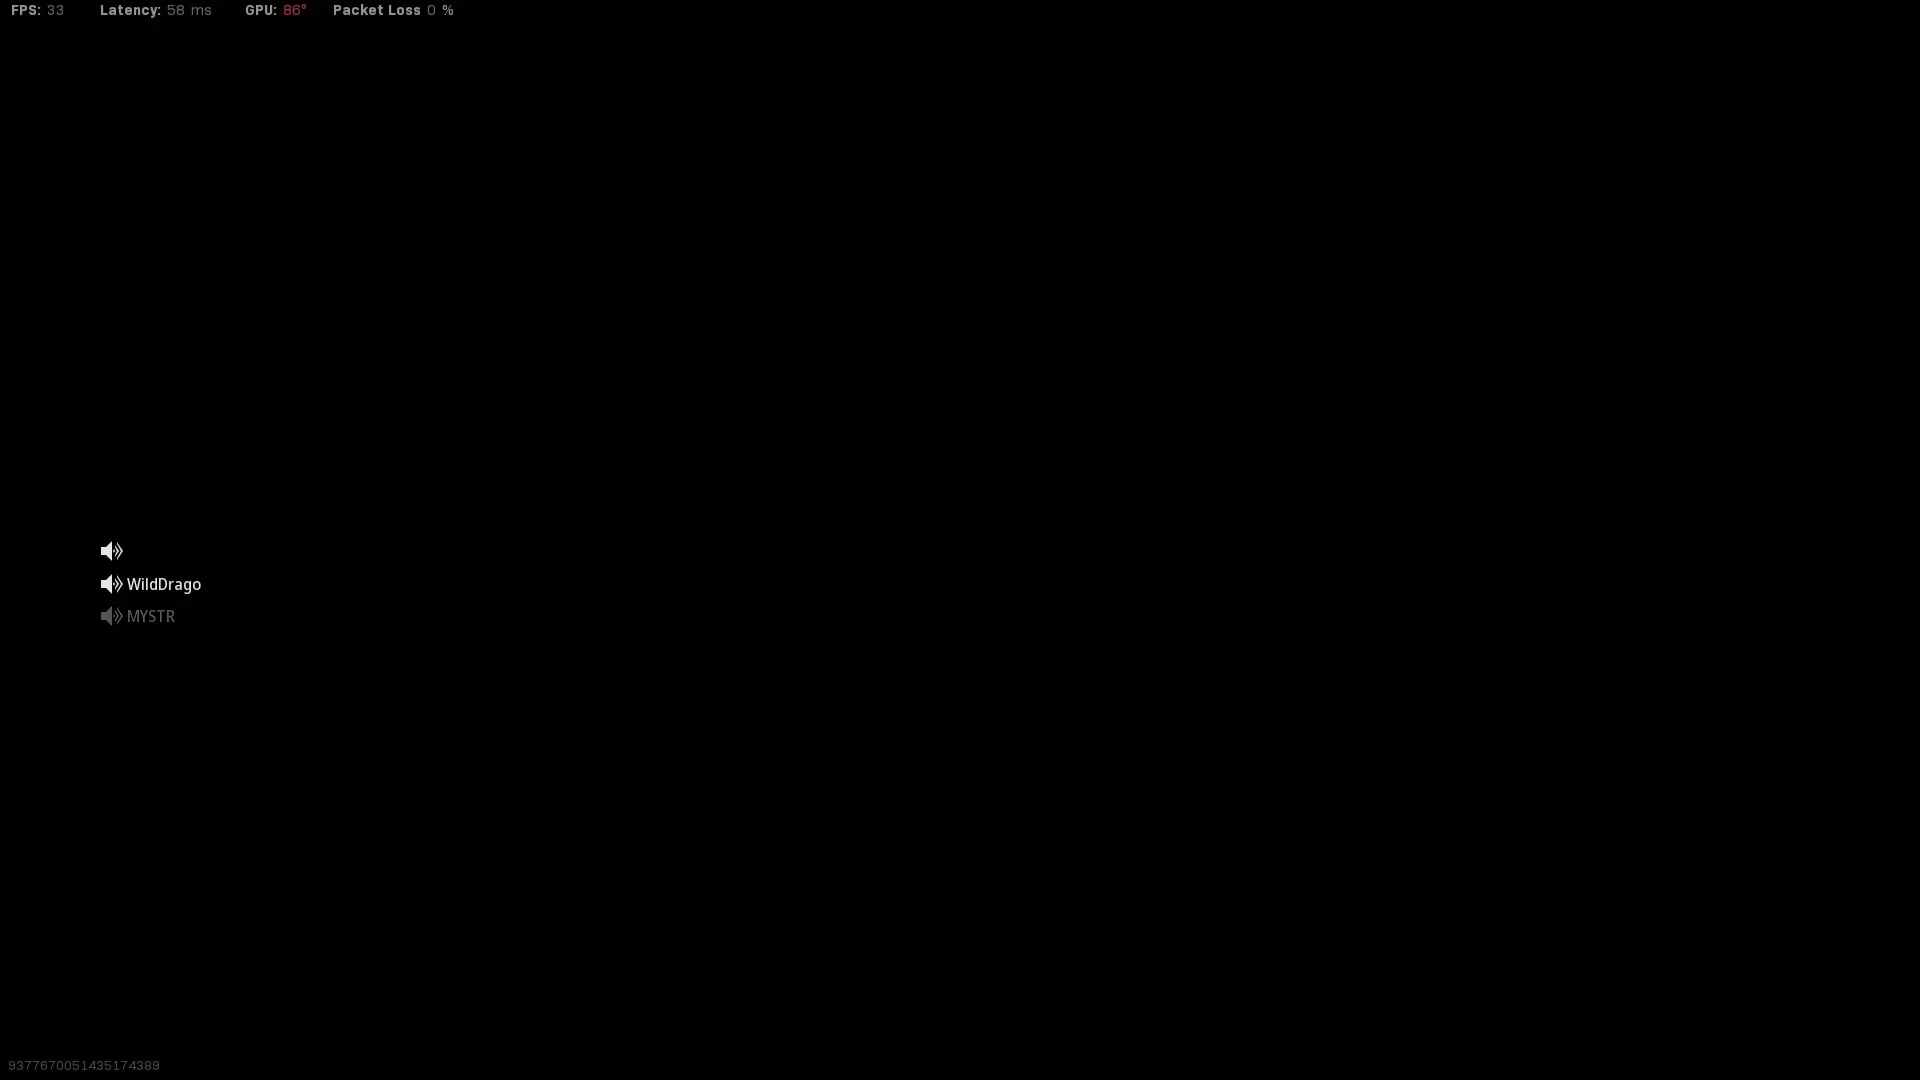 FPS: 33 Latency: 58 ms GPU: 86° Packet Loss 0 %
WildDrago
MYSTR
9377670051435174389